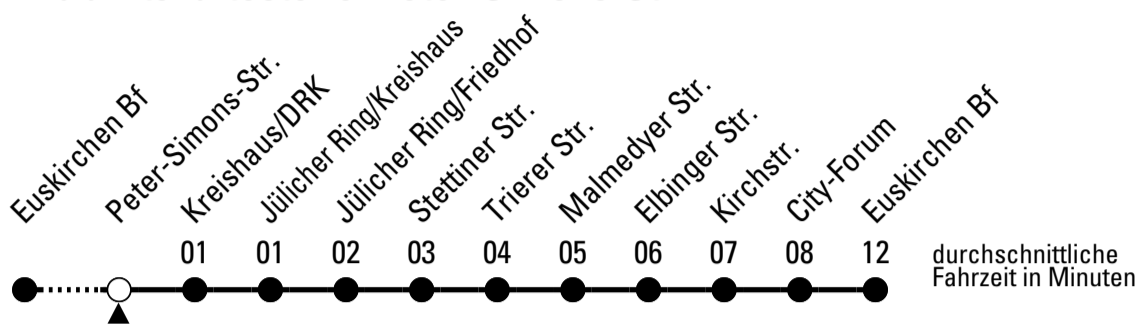 Euskirchen Bf
Peter-Simons-Str.
Kreishaus/DRK
Jülicher Ring/Kreishaus
Jülicher Ring/Friedhof
Stettiner Str.
Trierer Str.
Malmedyer Str.
Elbinger Str.
Kirchstr.
City-Forum
Euskirchen Bf
01 01 02 03 04 05 06 07 08 12
durchschnittliche
Fahrzeit in Minuten